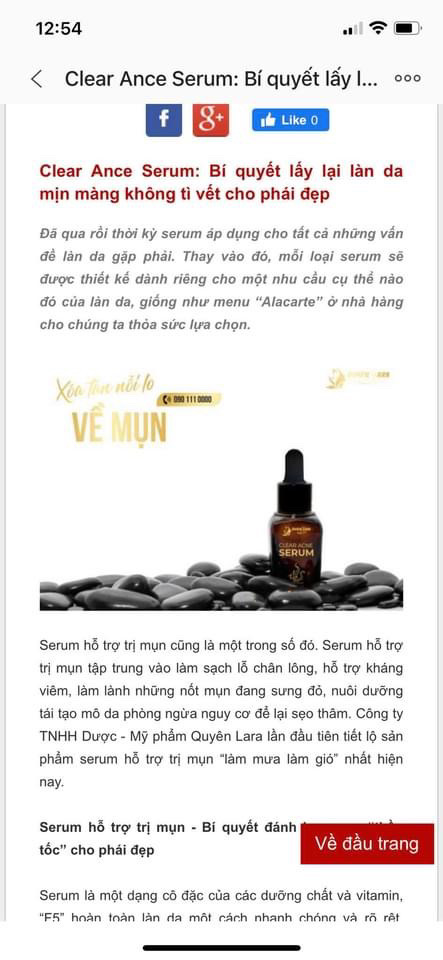 12:54
Clear Ance Serum: Bí quyết lấy l...
f
g+
Like 0
Clear Ance Serum: Bí quyết lấy lại làn da
mịn màng không tì vết cho phái đẹp
Đã qua rồi thời kỳ serum áp dụng cho tất cả những vấn
đề làn da gặp phải. Thay vào đó, mỗi loại serum sẽ
được thiết kế dành riêng cho một nhu cầu cụ thể nào
đó của làn da, giống như menu “Alacarte” ở nhà hàng
cho chúng ta thỏa sức lựa chọn.
Xóa tan nỗi lo
090 111 0000
VỀ MỤN
CLEAR ACNE
SERUM
Serum hỗ trợ trị mụn cũng là một trong số đó. Serum hỗ trợ
trị mụn tập trung vào làm sạch lỗ chân lông, hỗ trợ kháng
viêm, làm lành những nốt mụn đang sưng đỏ, nuôi dưỡng
tái tạo mô da phòng ngừa nguy cơ để lại sẹo thâm. Công ty
TNHH Dược - Mỹ phẩm Quyên Lara lần đầu tiên tiết lộ sản
phẩm serum hỗ trợ trị mụn “làm mưa làm gió” nhất hiện
nay.
Serum hỗ trợ trị mụn - Bí quyết đánh
tốc” cho phái đẹp
Về đầu trang
Serum là một dạng cô đặc của các dưỡng chất và vitamin,
“F5” hoàn toàn làn da một cách nhanh chóng và rõ rệt.